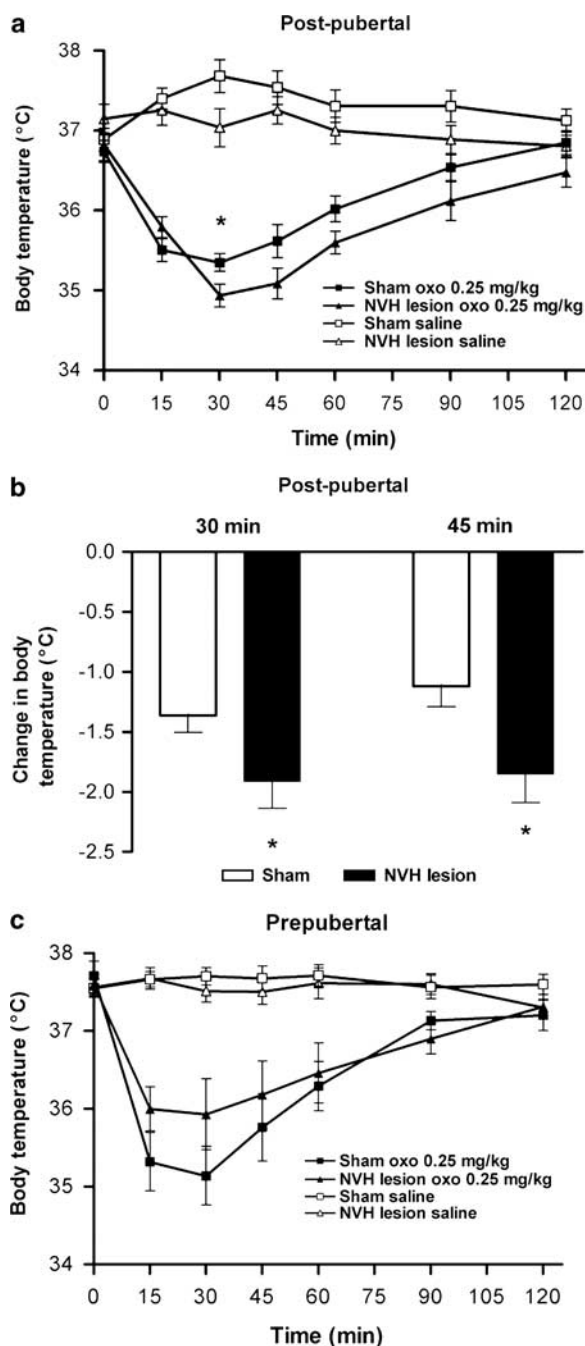 a
Post-pubertal
38
37
36
35
34
Body temperature (°C)
*
Sham oxo 0.25 mg/kg
NVH lesion oxo 0.25 mg/kg
Sham saline
NVH lesion saline
0 15 30 45 60 75 90 105 120
Time (min)
b
Post-pubertal
30 min 45 min
0.0
-0.5
-1.0
-1.5
-2.0
-2.5
Change in body
temperature (°C)
* *
Sham NVH lesion
c
Prepubertal
38
37
36
35
34
Body temperature (°C)
Sham oxo 0.25 mg/kg
NVH lesion oxo 0.25 mg/kg
Sham saline
NVH lesion saline
0 15 30 45 60 75 90 105 120
Time (min)